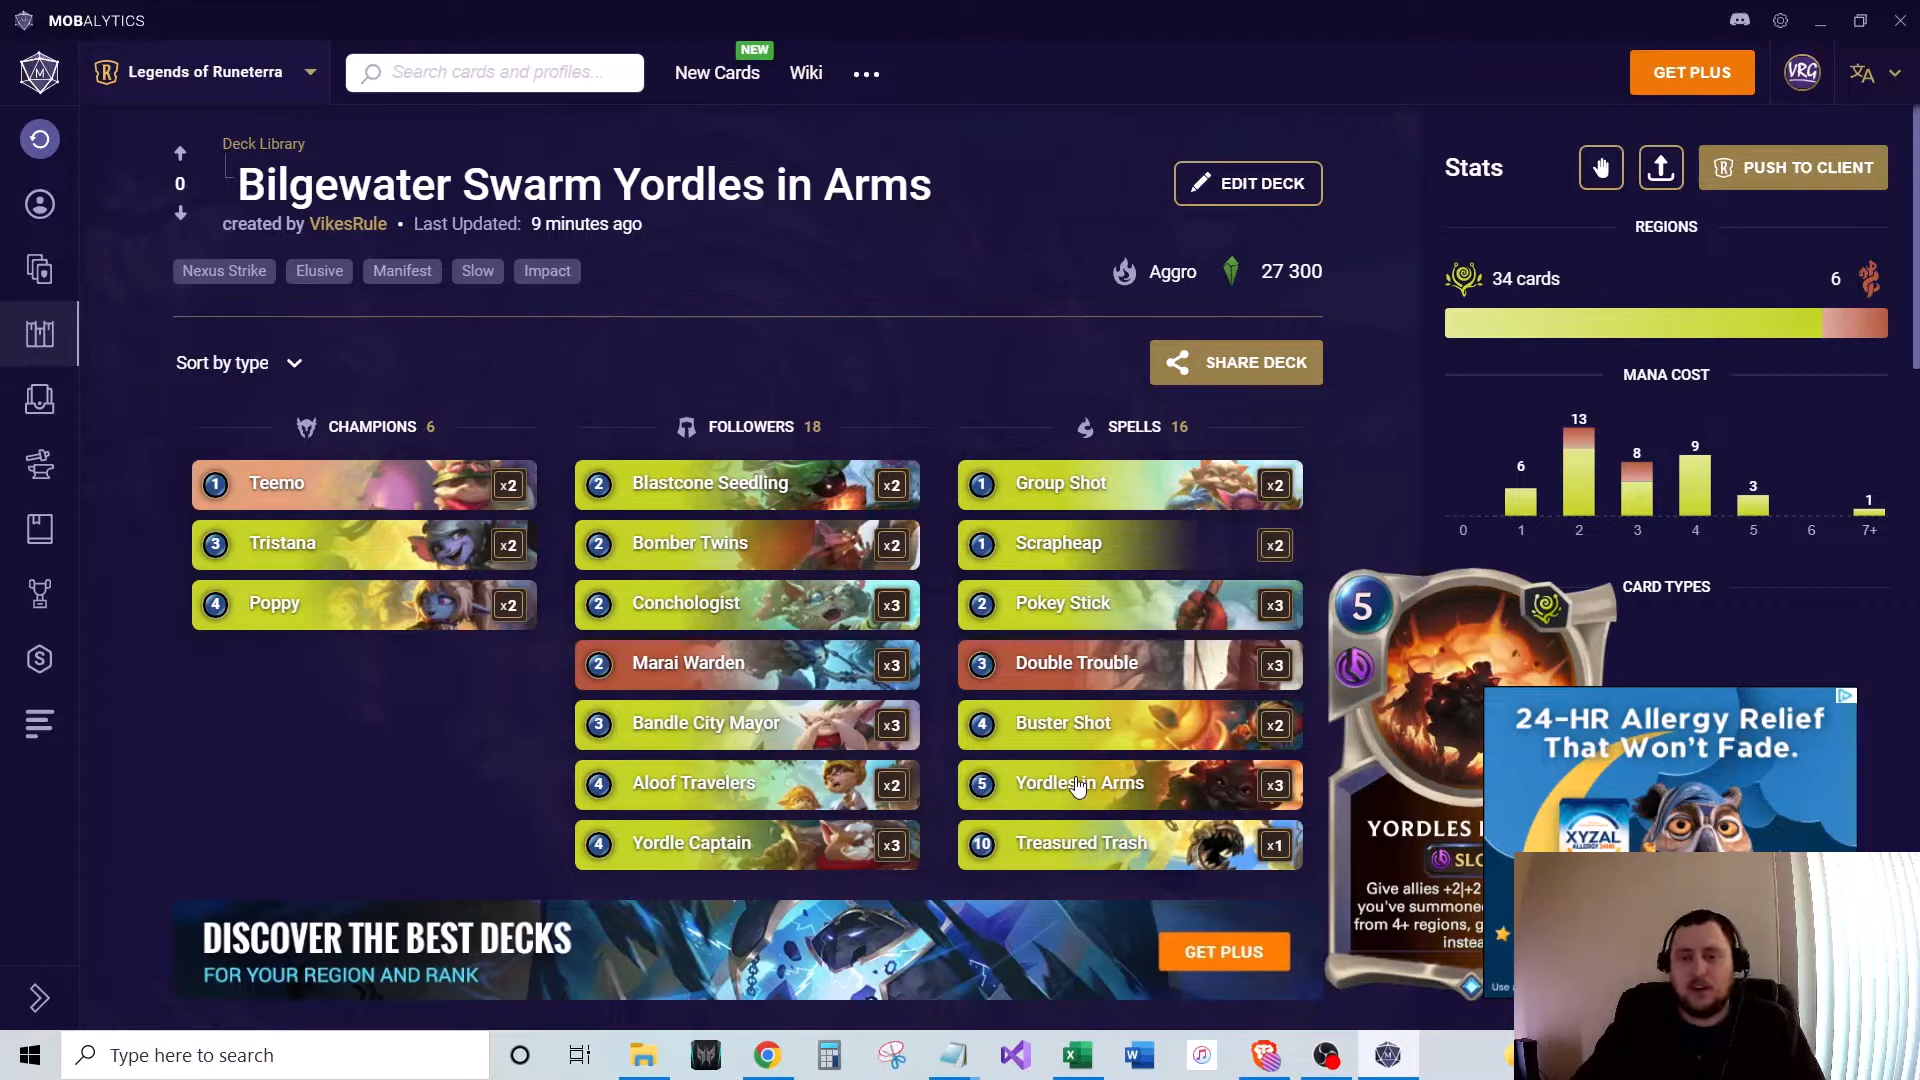 MOBALYTICS
Legends of Runeterra
Search cards and profiles...
NEW
New Cards
Wiki
GET PLUS
VRG
Deck Library
0
Bilgewater Swarm Yordles in Arms
created by VikesRule • Last Updated: 9 minutes ago
EDIT DECK
Nexus Strike
Elusive
Manifest
Slow
Impact
Aggro
27 300
Sort by type
SHARE DECK
CHAMPIONS 6
1 Teemo x2
3 Tristana x2
4 Poppy x2
FOLLOWERS 18
2 Blastcone Seedling x2
2 Bomber Twins x2
2 Conchologist x3
2 Marai Warden x3
3 Bandle City Mayor x3
4 Aloof Travelers x2
4 Yordle Captain x3
SPELLS 16
1 Group Shot x2
1 Scrapheap x2
2 Pokey Stick x3
3 Double Trouble x3
4 Buster Shot x2
5 Yordles in Arms x3
10 Treasured Trash x1
DISCOVER THE BEST DECKS
FOR YOUR REGION AND RANK
GET PLUS
Stats
PUSH TO CLIENT
REGIONS
34 cards
6
MANA COST
6
13
8
9
3
1
0 1 2 3 4 5 6 7+
CARD TYPES
5
YORDLES
Give allies +2|+2
you've summone
from 4+ regions, g
instea
24-HR Allergy Relief
That Won't Fade.
XYZAL
Use
Type here to search